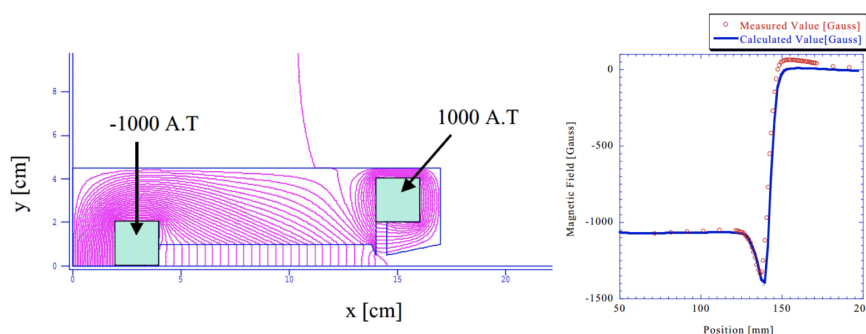 -1000 A.T
1000 A.T
y [cm]
8
6
4
2
0
0
5
10
15
20
x [cm]
Measured Value [Gauss]
Calculated Value[Gauss]
Magnetic Field [Gauss]
0
-500
-1000
-1500
50
100
150
20
Position [mm]